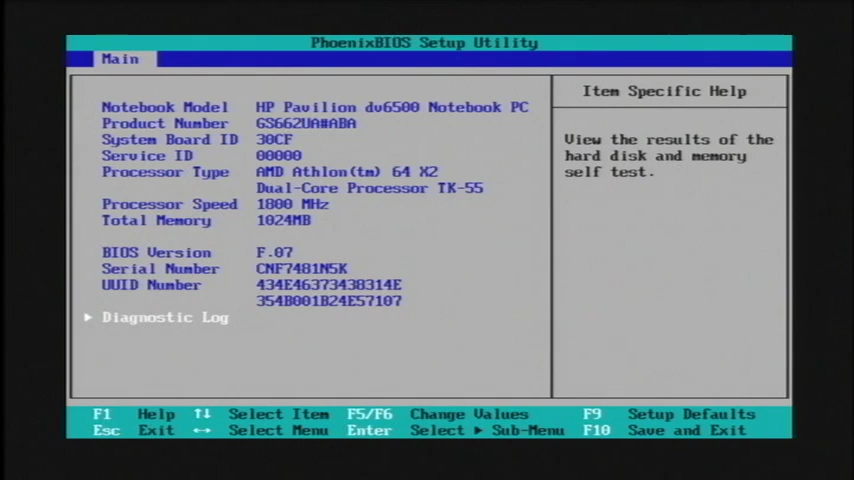 PhoenixBIOS Setup Utility
Main
Item Specific Help
Notebook Model HP Pavilion dv6500 Notebook PC
Product Number GS662UA#ABA
System Board ID 30CF
Service ID 00000
Processor Type AMD Athlon(tm) 64 X2
Dual-Core Processor TK-55
Processor Speed 1800 MHz
Total Memory 1024MB
BIOS Version F.07
Serial Number CNF7481N5K
UUID Number 434E46373438314E
354B001B24E57107
▶ Diagnostic Log
View the results of the
hard disk and memory
self test.
F1 Help ↑↓ Select Item F5/F6 Change Values F9 Setup Defaults
Esc Exit ↔ Select Menu Enter Select ▶ Sub-Menu F10 Save and Exit